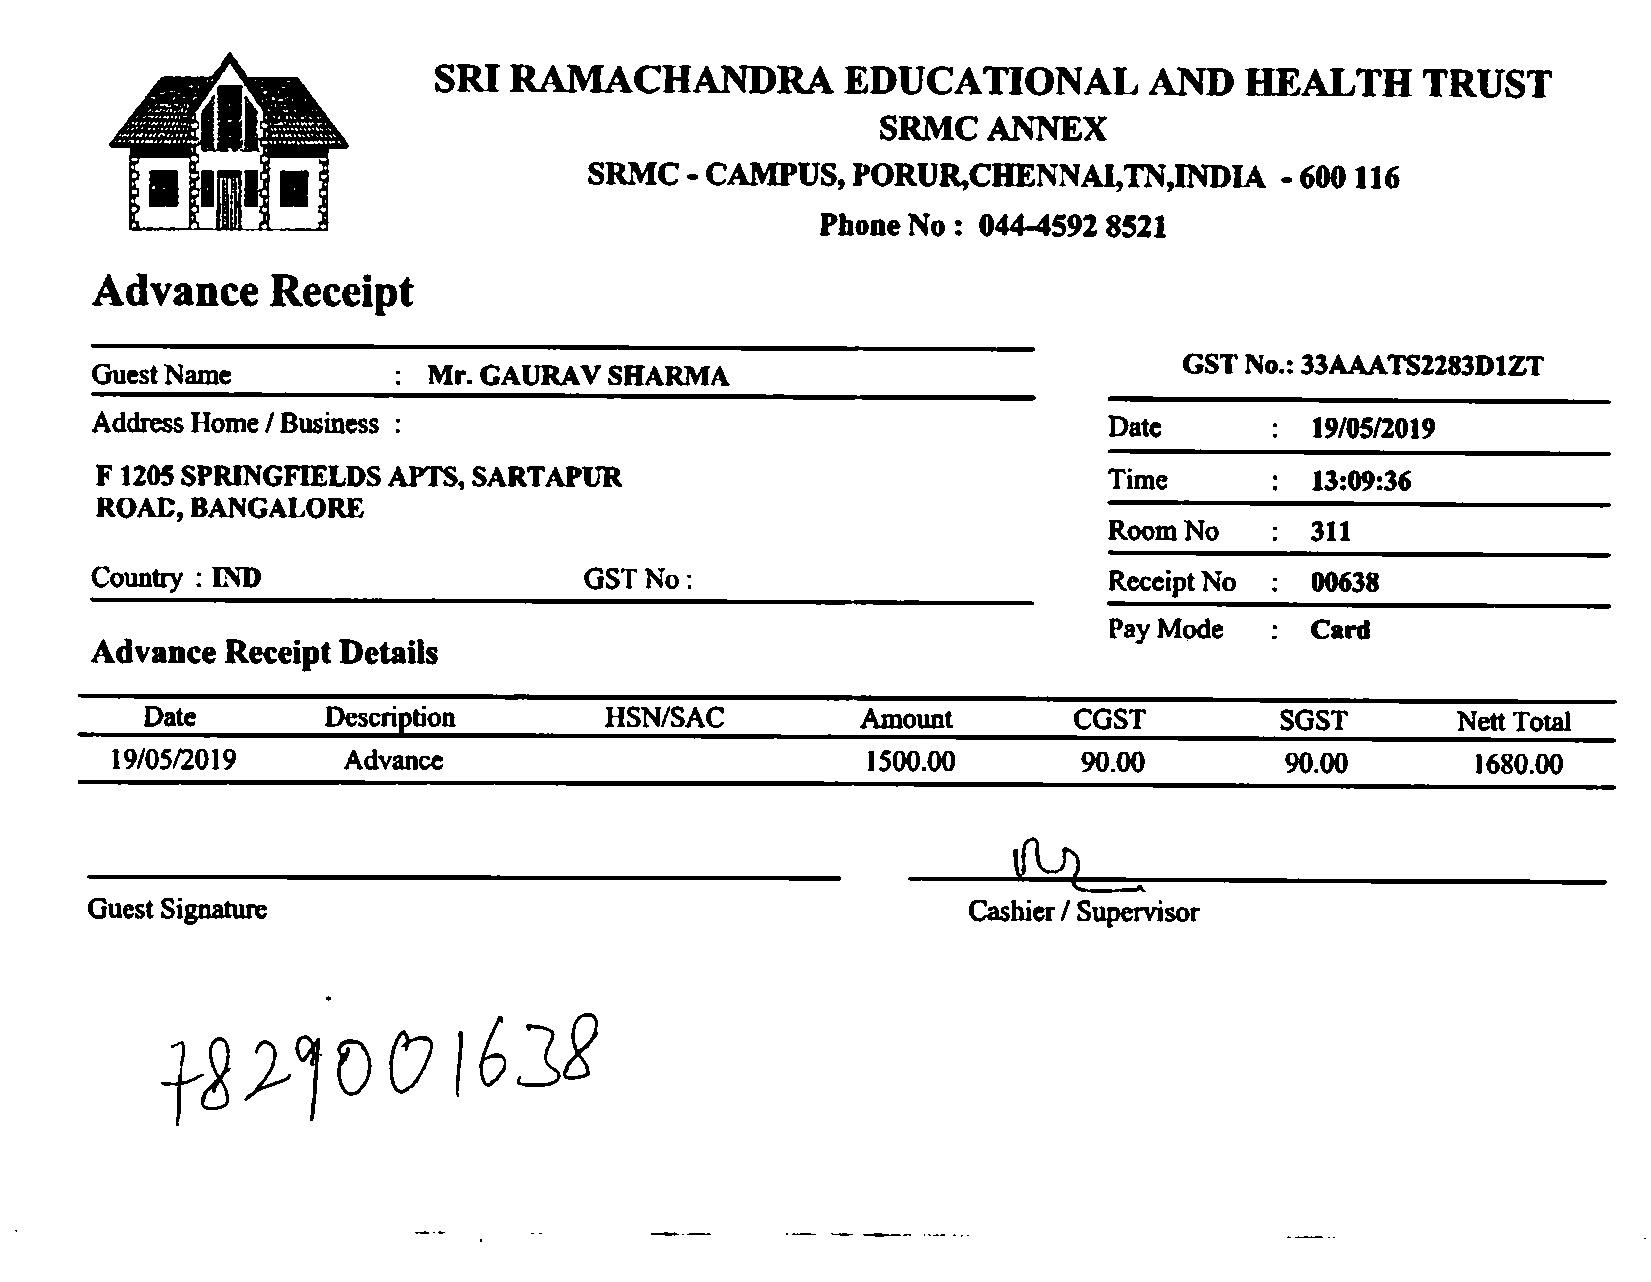 SRI RAMACHANDRA EDUCATIONAL AND HEALTH TRUST
SRMC ANNEX
SRMC - CAMPUS, PORUR,CHENNAI,TN,INDIA - 600 116
Phone No : 044-4592 8521
Advance Receipt
Guest Name : Mr. GAURAV SHARMA
Address Home / Business :
F 1205 SPRINGFIELDS APTS, SARTAPUR
ROAD, BANGALORE
Country : IND GST No :
GST No.: 33AAATS2283D1ZT
Date : 19/05/2019
Time : 13:09:36
Room No : 311
Receipt No : 00638
Pay Mode : Card
Advance Receipt Details
Date Description HSN/SAC Amount CGST SGST Nett Total
19/05/2019 Advance 1500.00 90.00 90.00 1680.00
Guest Signature Cashier / Supervisor
7829001638